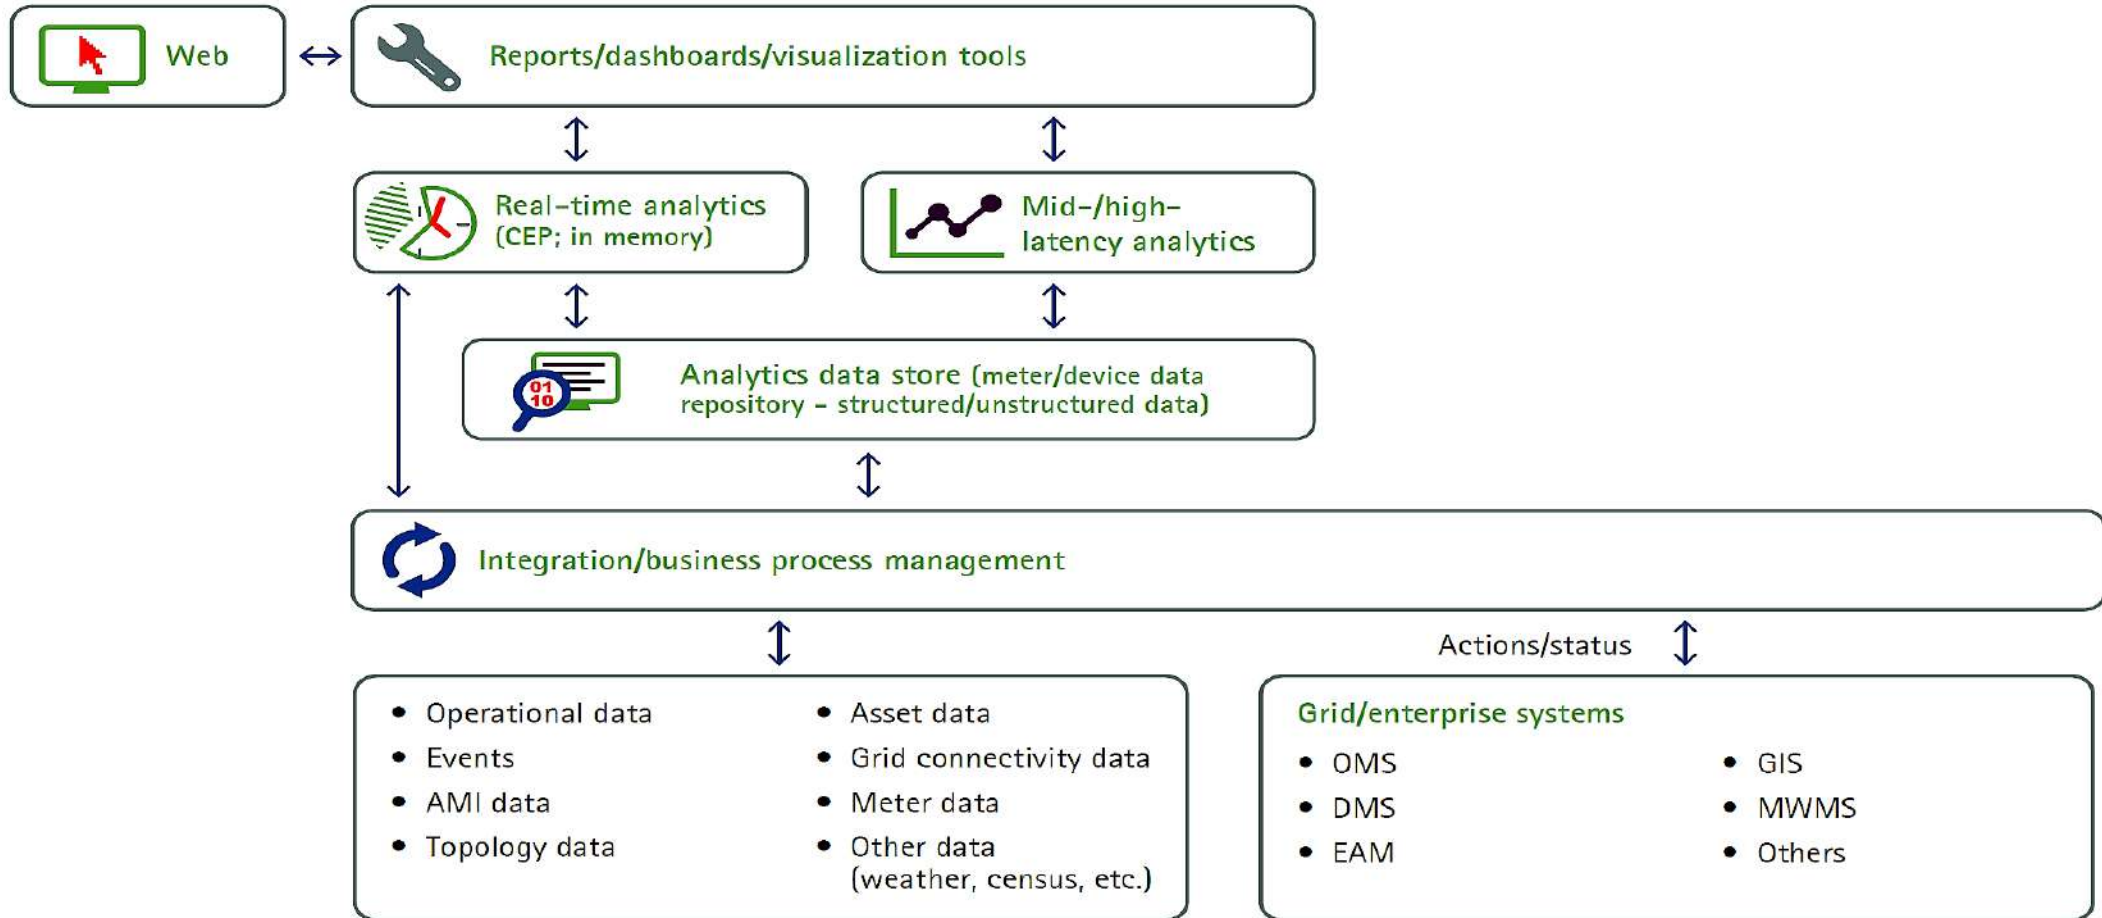 Web
Reports/dashboards/visualization tools
Real-time analytics
(CEP; in memory)
Mid-/high-
latency analytics
01
10
Analytics data store (meter/device data
repository - structured/unstructured data)
Integration/business process management
Actions/status
• Operational data
• Events
• AMI data
• Topology data
• Asset data
• Grid connectivity data
• Meter data
• Other data
(weather, census, etc.)
Grid/enterprise systems
• OMS
• DMS
• EAM
• GIS
• MWMS
• Others